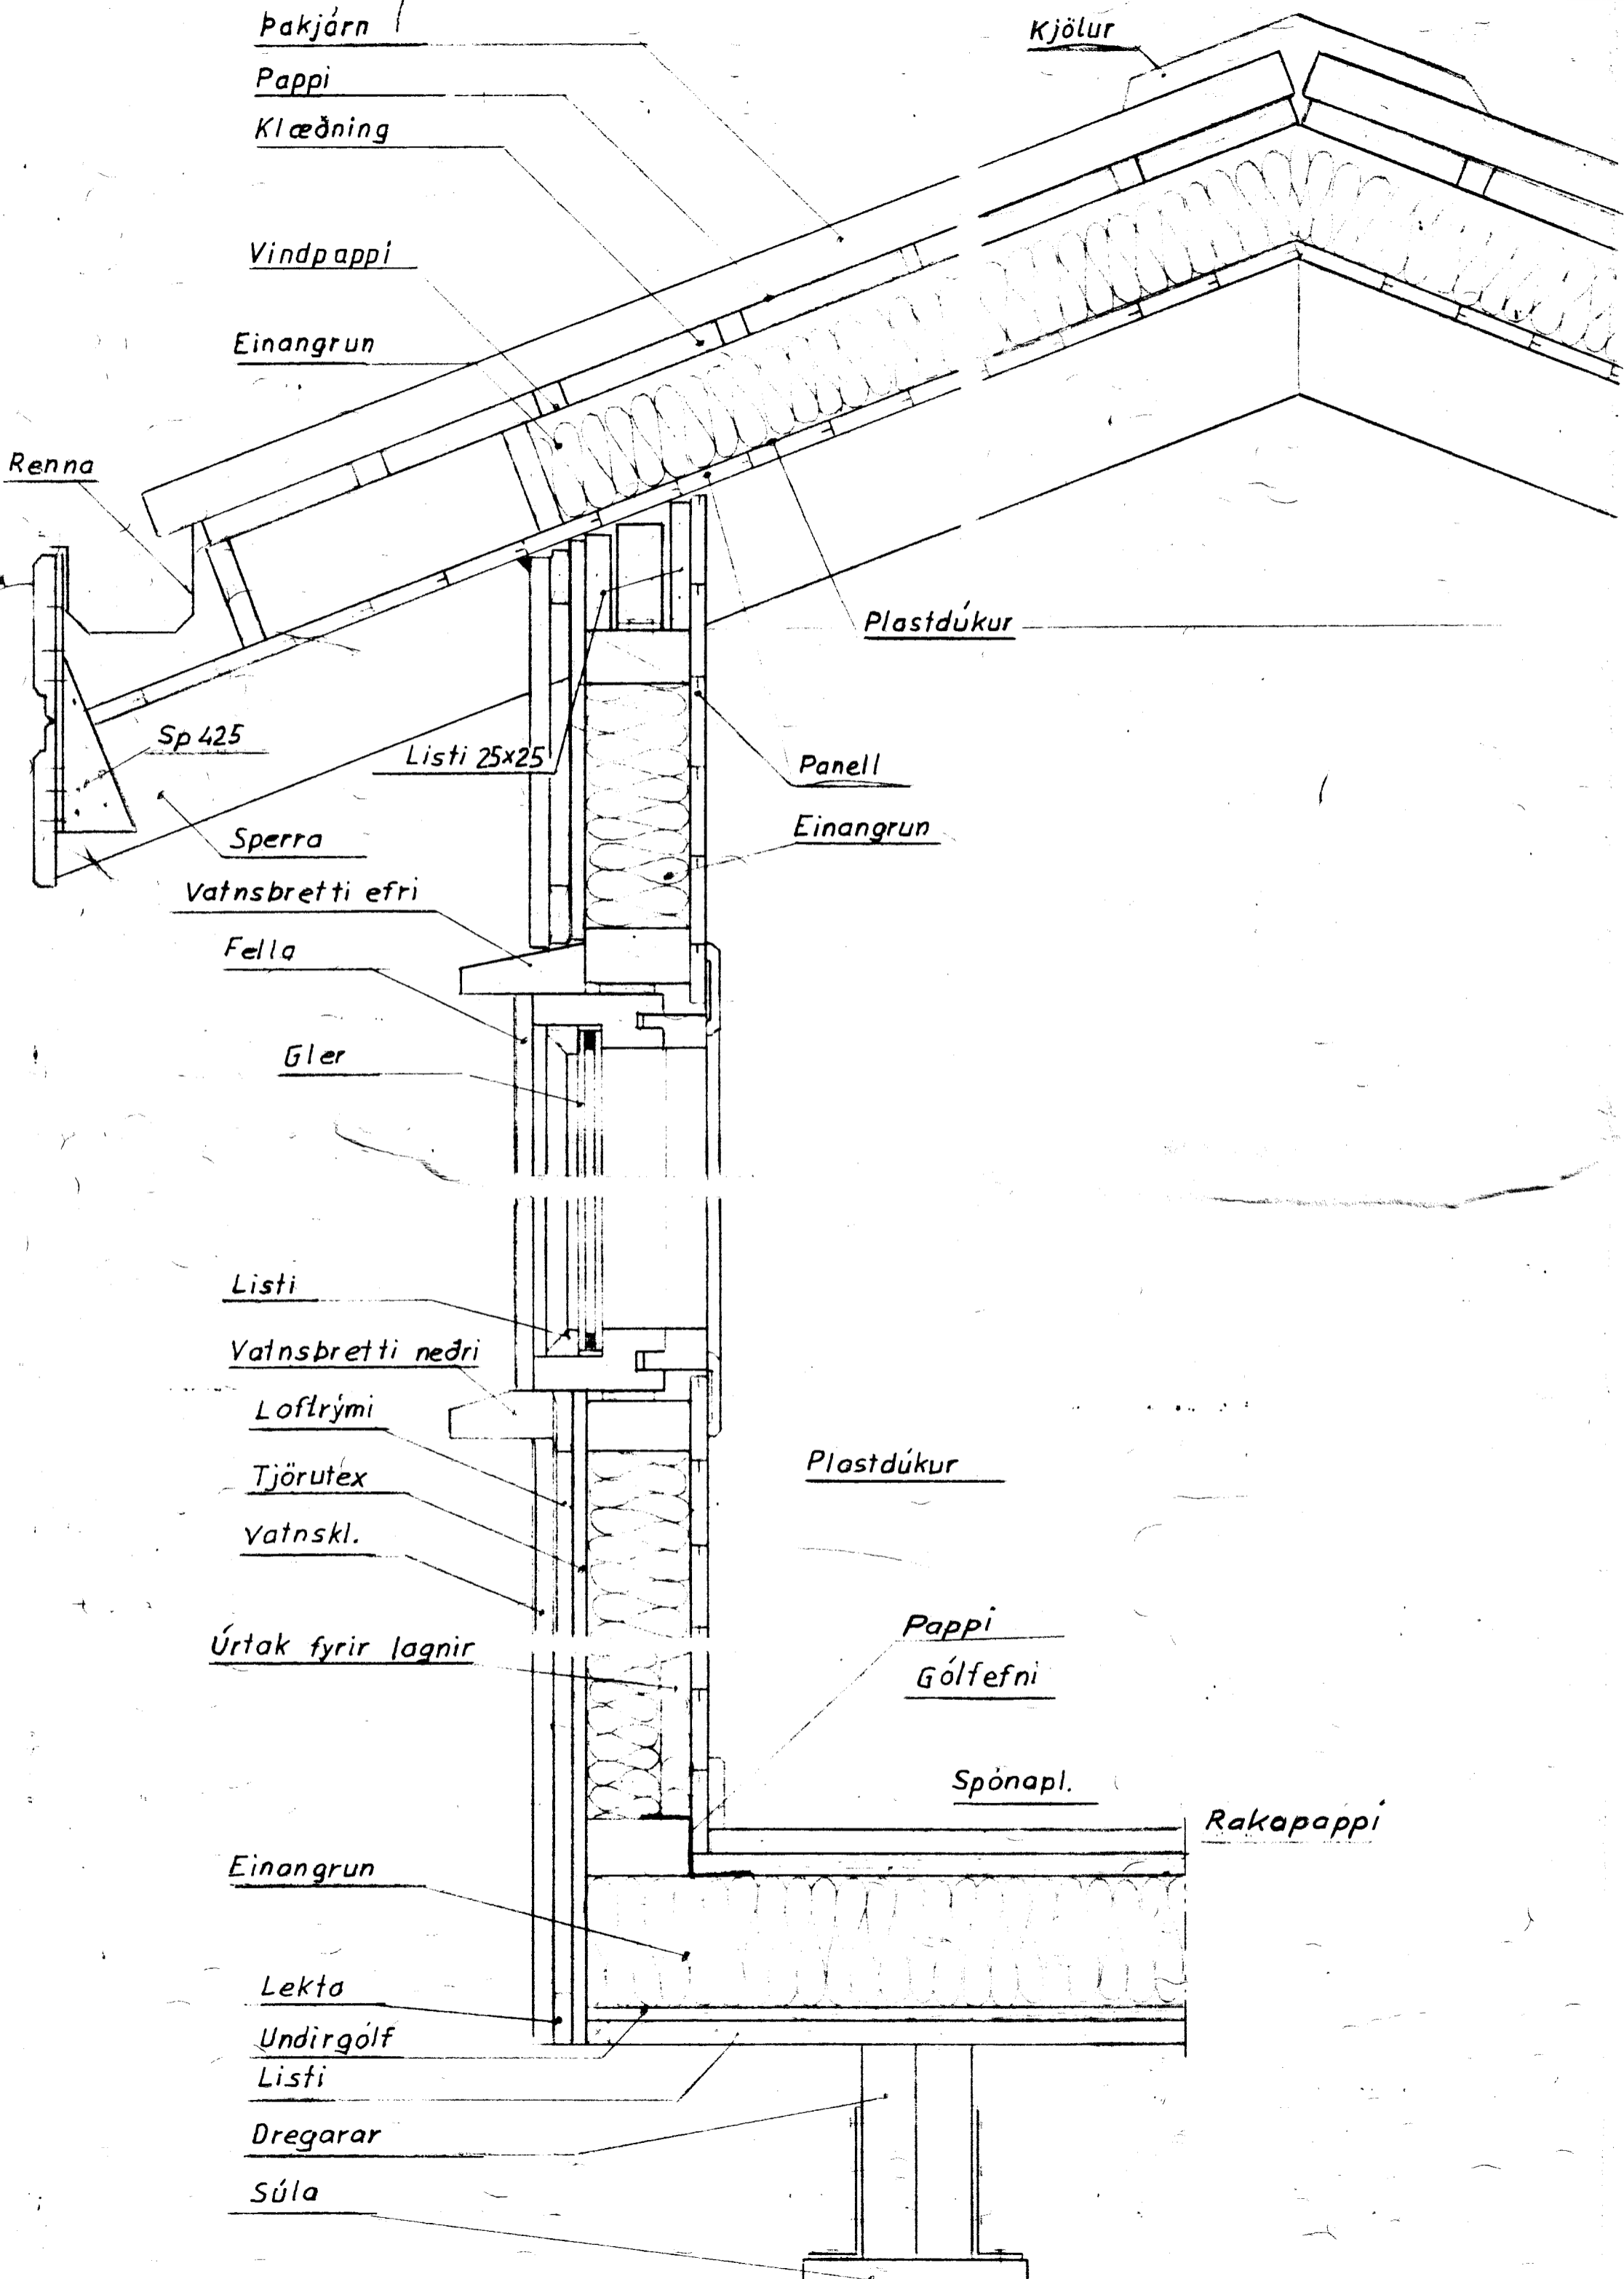 Þakjárn
Kjölur
Pappi
Klæðning
Vindpappi
Einangrun
Renna
Plastdúkur
Sp 425
Listi 25x25
Panell
Einangrun
Sperra
Vatnsbretti efri
Fella
Gler
Listi
Vatnsbretti neðri
Loftrými
Plastdúkur
Tjörutex
Vatnskl.
Pappi
Úrtak fyrir lagnir
Gólfefni
Spónapl.
Rakapappi
Einangrun
Lekta
Undirgólf
Listi
Dregarar
Súla